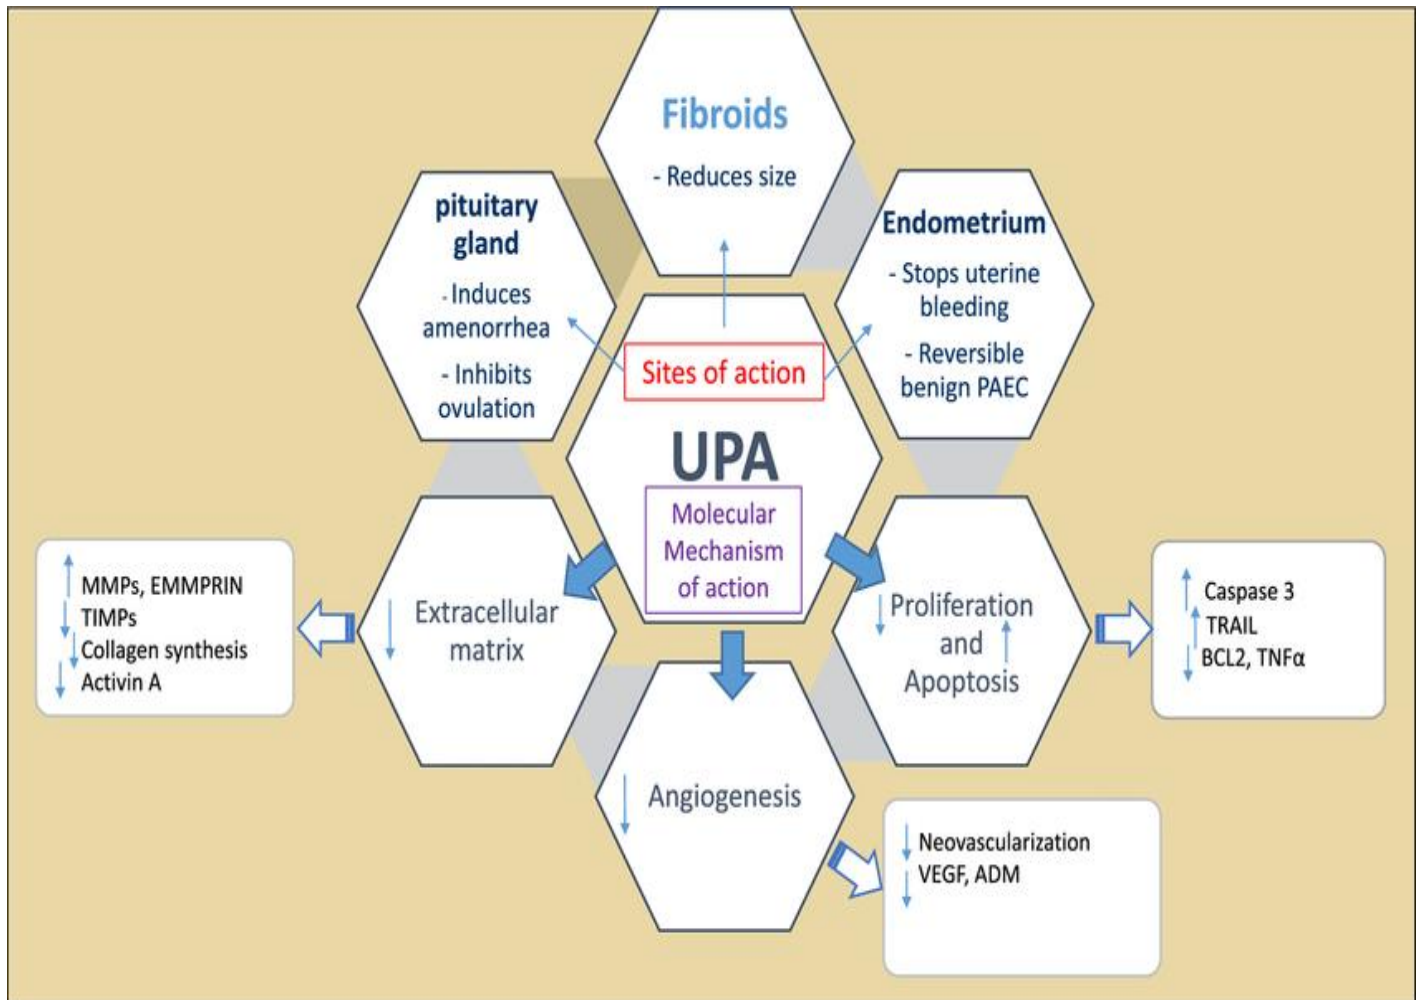 Fibroids
- Reduces size
pituitary
gland
- Induces
amenorrhea
- Inhibits
ovulation
Endometrium
- Stops uterine
bleeding
- Reversible
benign PAEC
Sites of action
UPA
Molecular
Mechanism
of action
Extracellular
matrix
MMPs, EMMPRIN
TIMPs
Collagen synthesis
Activin A
Proliferation
and
Apoptosis
Caspase 3
TRAIL
BCL2, TNFα
Angiogenesis
Neovascularization
VEGF, ADM